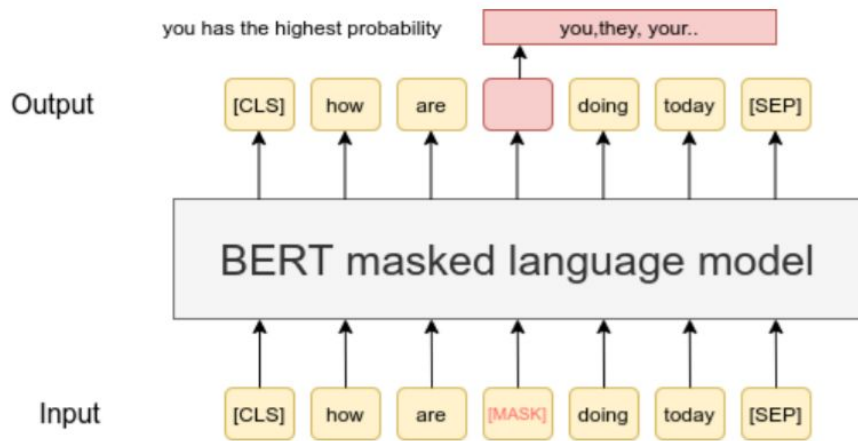 you has the highest probability you,they, your..
Output [CLS] how are doing today [SEP]
BERT masked language model
Input [CLS] how are [MASK] doing today [SEP]